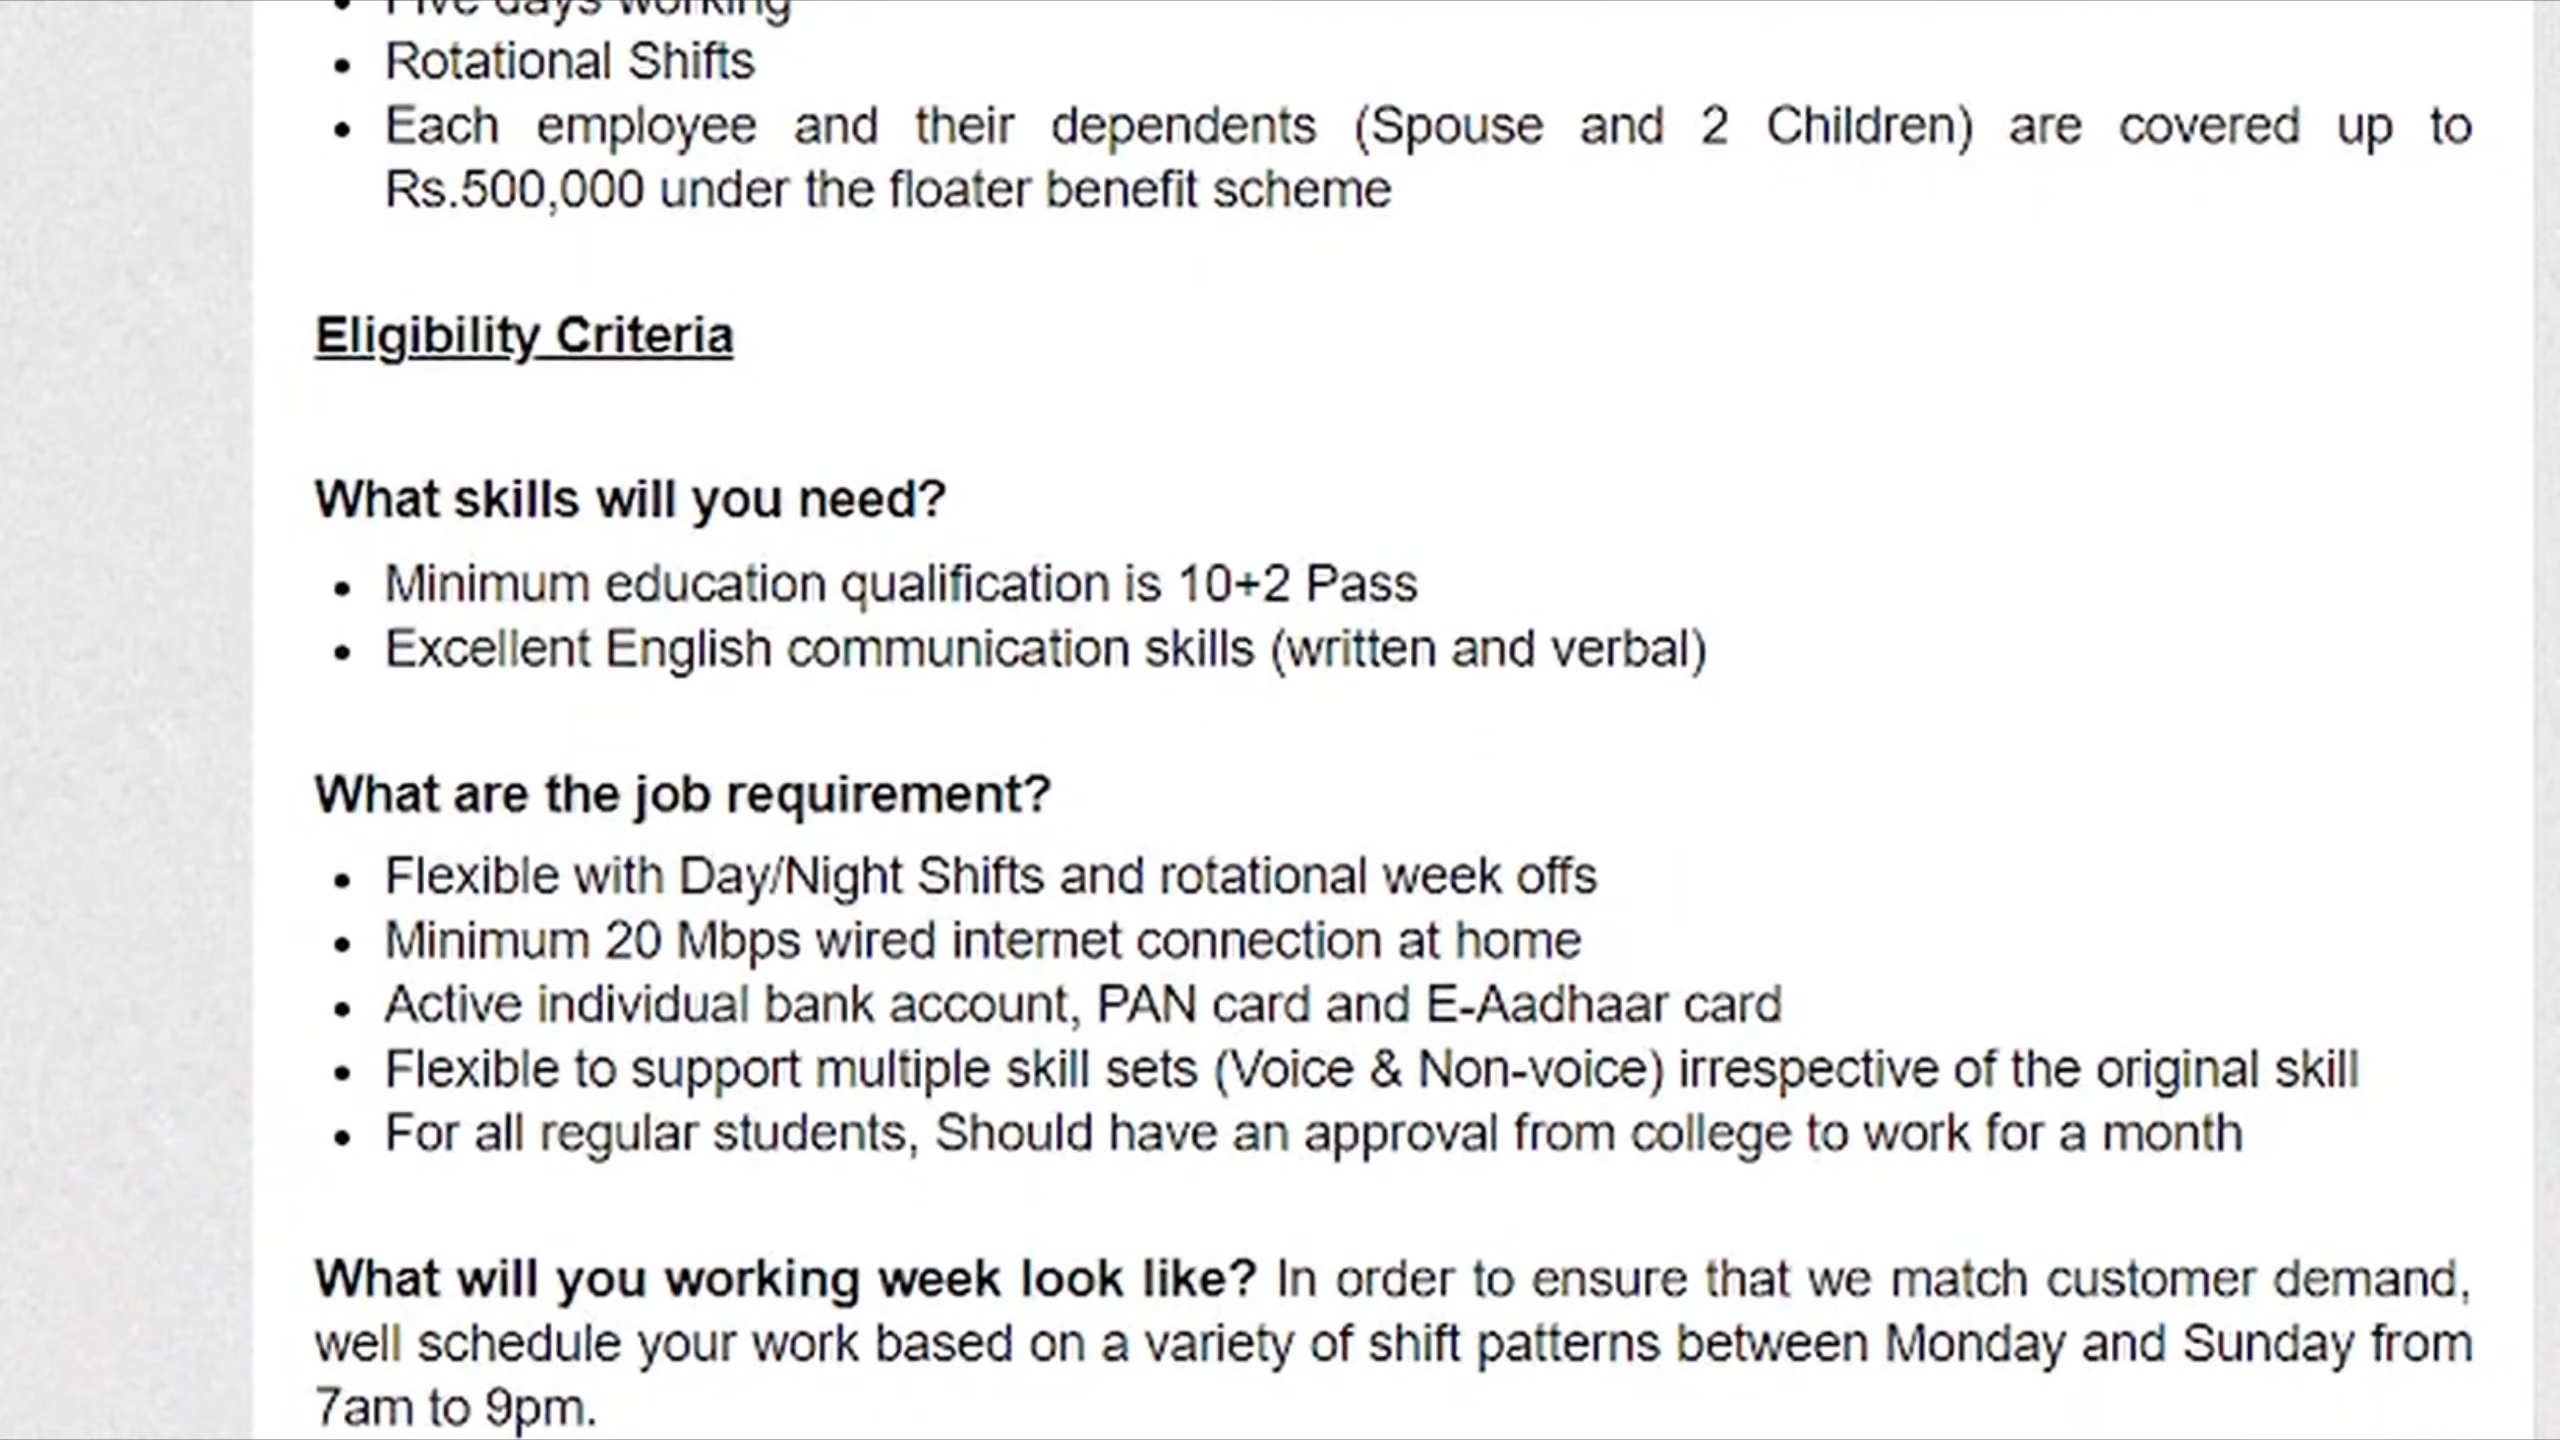 Five days working
Rotational Shifts
Each employee and their dependents (Spouse and 2 Children) are covered up to
Rs.500,000 under the floater benefit scheme
Eligibility Criteria
What skills will you need?
Minimum education qualification is 10+2 Pass
Excellent English communication skills (written and verbal)
What are the job requirement?
Flexible with Day/Night Shifts and rotational week offs
Minimum 20 Mbps wired internet connection at home
Active individual bank account, PAN card and E-Aadhaar card
Flexible to support multiple skill sets (Voice & Non-voice) irrespective of the original skill
For all regular students, Should have an approval from college to work for a month
What will you working week look like? In order to ensure that we match customer demand,
well schedule your work based on a variety of shift patterns between Monday and Sunday from
7am to 9pm.